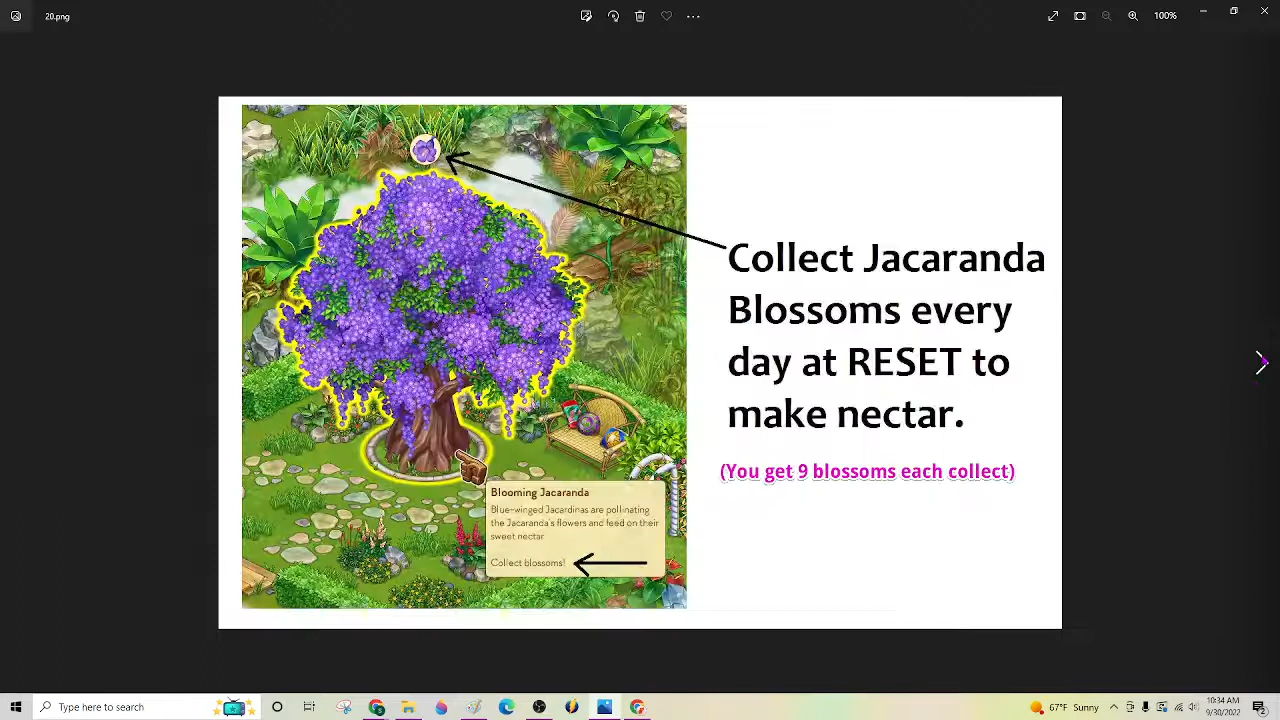 20.png
100%
Collect Jacaranda
Blossoms every
day at RESET to
make nectar.
(You get 9 blossoms each collect)
Blooming Jacaranda
Blue-winged Jacardinas are pollinating
the Jacaranda's flowers and feed on their
sweet nectar
Collect blossoms!
Type here to search
67°F Sunny
10:34 AM
9/30/2022